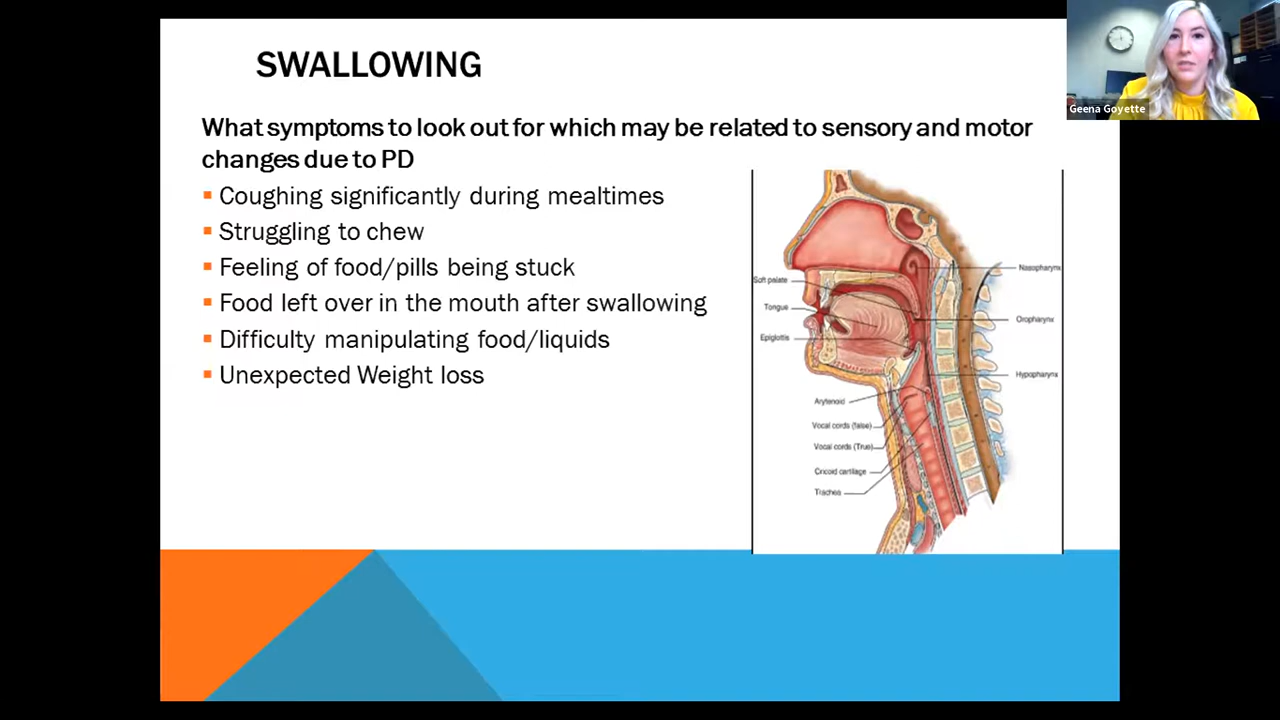 SWALLOWING
What symptoms to look out for which may be related to sensory and motor
changes due to PD
Coughing significantly during mealtimes
Struggling to chew
Feeling of food/pills being stuck
Food left over in the mouth after swallowing
Difficulty manipulating food/liquids
Unexpected Weight loss
Geena Goyette
Nasopharynx
Soft palate
Tongue
Oropharynx
Epiglottis
Hypopharynx
Arytenoid
Vocal cords (false)
Vocal cords (True)
Cricoid cartilage
Trachea